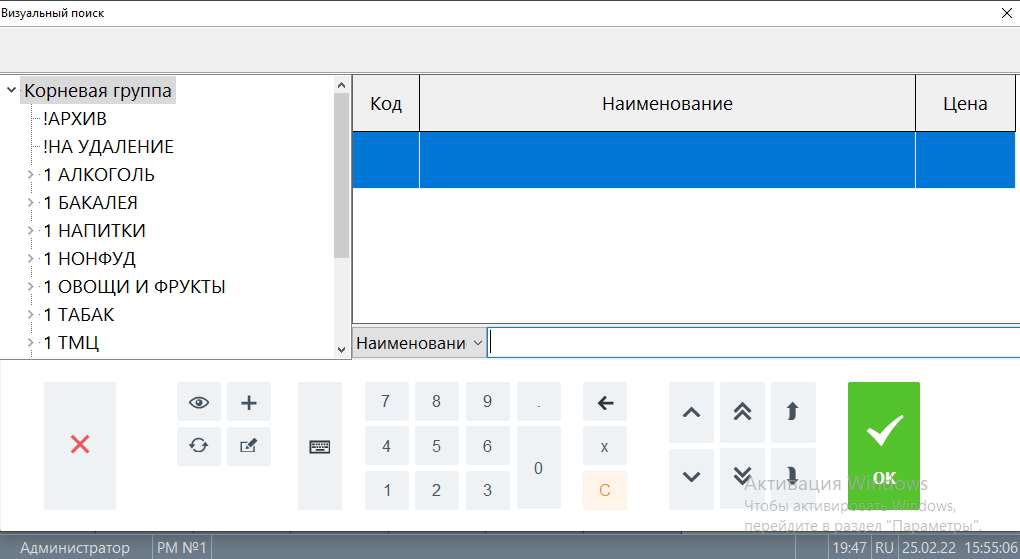 Визуальный поиск
Корневая группа
!АРХИВ
!НА УДАЛЕНИЕ
1 АЛКОГОЛЬ
1 БАКАЛЕЯ
1 НАПИТКИ
1 НОНФУД
1 ОВОЩИ И ФРУКТЫ
1 ТАБАК
1 ТМЦ
Код Наименование Цена
Наименовани
7 8 9 .
4 5 6 x
0
1 2 3 C
ОК
Активация Windows
Чтобы активировать Windows,
перейдите в раздел "Параметры".
Администратор РМ №1 19:47 RU 25.02.22 15:55:06